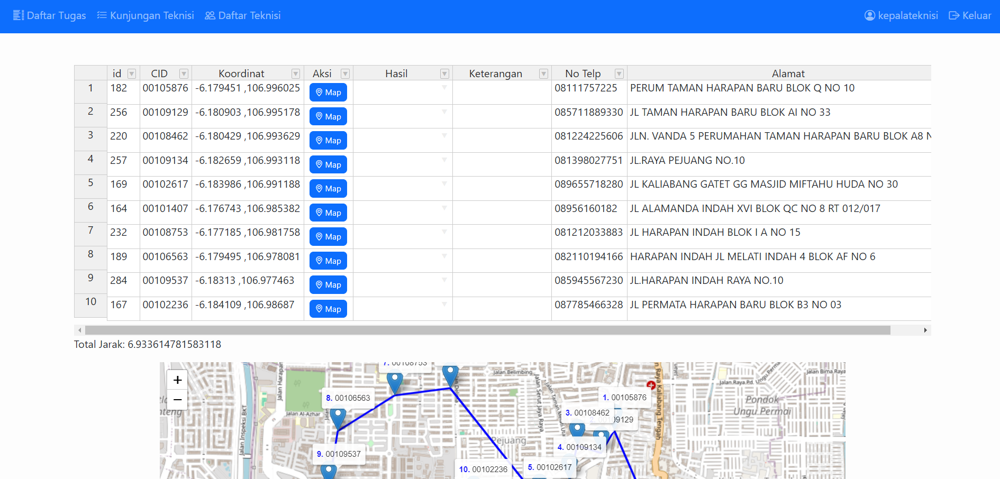 Daftar Tugas Kunjungan Teknisi Daftar Teknisi kepalateknisi Keluar
id CID Koordinat Aksi Hasil Keterangan No Telp Alamat
1 182 00105876 -6.179451 ,106.996025 Map 08111757225 PERUM TAMAN HARAPAN BARU BLOK Q NO 10
2 256 00109129 -6.180903 ,106.995178 Map 085711889330 JL TAMAN HARAPAN BARU BLOK AI NO 33
3 220 00108462 -6.180429 ,106.993629 Map 081224225606 JLN. VANDA 5 PERUMAHAN TAMAN HARAPAN BARU BLOK A8 N
4 257 00109134 -6.182659 ,106.993118 Map 081398027751 JL.RAYA PEJUANG NO.10
5 169 00102617 -6.183986 ,106.991188 Map 089655718280 JL KALIABANG GATET GG MASJID MIFTAHU HUDA NO 30
6 164 00101407 -6.176743 ,106.985382 Map 08956160182 JL ALAMANDA INDAH XVI BLOK QC NO 8 RT 012/017
7 232 00108753 -6.177185 ,106.981758 Map 081212033883 JL HARAPAN INDAH BLOK I A NO 15
8 189 00106563 -6.179495 ,106.978081 Map 082110194166 HARAPAN INDAH JL MELATI INDAH 4 BLOK AF NO 6
9 284 00109537 -6.18313 ,106.977463 Map 085945567230 JL.HARAPAN INDAH RAYA NO.10
10 167 00102236 -6.184109 ,106.98687 Map 087785466328 JL PERMATA HARAPAN BARU BLOK B3 NO 03
Total Jarak: 6.933614781583118
+
−
7. 00108753
Jalan Belimbing
Jalan Bima Raya
Jalan Raya Pd. Ungu Permai
Jalan Harapan
8. 00106563
1. 00105876
Pondok
Ungu Permai
3. 00108462
2. 00109129
Jalan Al-Azhar
Jalan Inspeksi BKT
Jalan Serut Jaya Raya
Jalan Taman Melati Uta
Raya Kaliabang Tengah
Pejuang
4. 00109134
9. 00109537
10. 00102236
5. 00102617